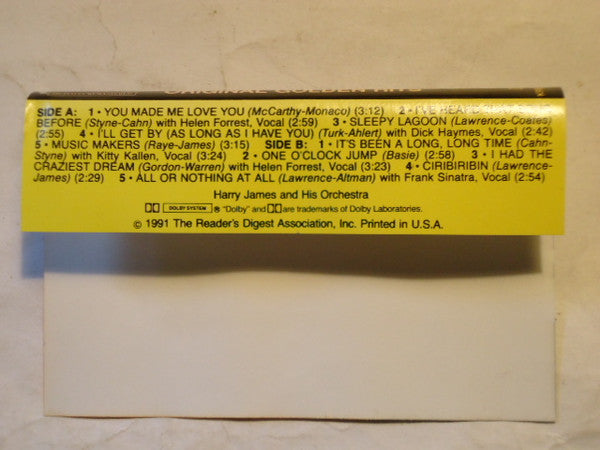 ORIGINAL GOLDEN HITS
SIDE A: 1 • YOU MADE ME LOVE YOU (McCarthy-Monaco) (3:12) 2 • I'VE HEARD
BEFORE (Styne-Cahn) with Helen Forrest, Vocal (2:59) 3 • SLEEPY LAGOON (Lawrence-Coates)
(2:55) 4 • I'LL GET BY (AS LONG AS I HAVE YOU) (Turk-Ahlert) with Dick Haymes, Vocal (2:42)
5 • MUSIC MAKERS (Raye-James) (3:15) SIDE B: 1 • IT'S BEEN A LONG, LONG TIME (Cahn-
Styne) with Kitty Kallen, Vocal (3:24) 2 • ONE O'CLOCK JUMP (Basie) (2:58) 3 • I HAD THE
CRAZIEST DREAM (Gordon-Warren) with Helen Forrest, Vocal (3:23) 4 • CIRIBIRIBIN (Lawrence-
James) (2:29) 5 • ALL OR NOTHING AT ALL (Lawrence-Altman) with Frank Sinatra, Vocal (2:54)
Harry James and His Orchestra
DOLBY SYSTEM ® "Dolby" and are trademarks of Dolby Laboratories.
© 1991 The Reader's Digest Association, Inc. Printed in U.S.A.